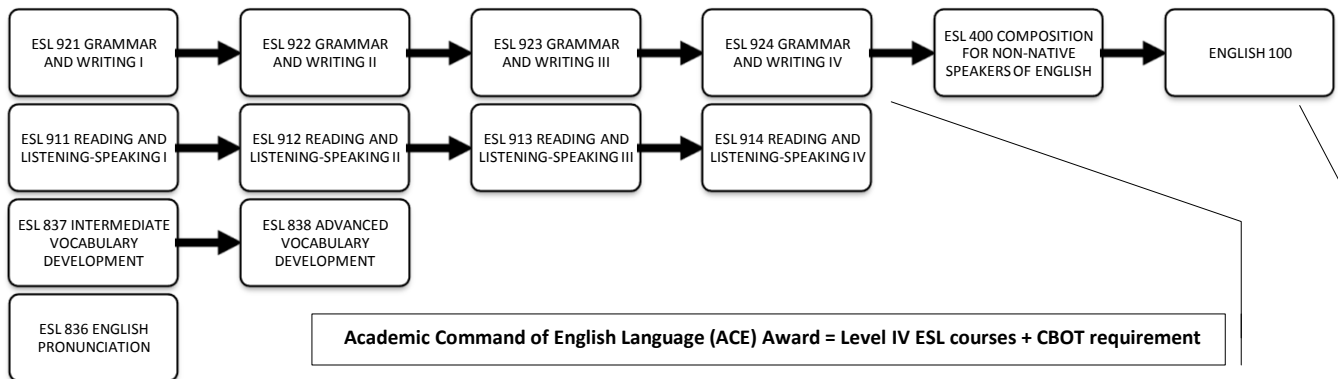 ESL 921 GRAMMAR
AND WRITING I
ESL 922 GRAMMAR
AND WRITING II
ESL 923 GRAMMAR
AND WRITING III
ESL 924 GRAMMAR
AND WRITING IV
ESL 400 COMPOSITION
FOR NON-NATIVE
SPEAKERS OF ENGLISH
ENGLISH 100
ESL 911 READING AND
LISTENING-SPEAKING I
ESL 912 READING AND
LISTENING-SPEAKING II
ESL 913 READING AND
LISTENING-SPEAKING III
ESL 914 READING AND
LISTENING-SPEAKING IV
ESL 837 INTERMEDIATE
VOCABULARY
DEVELOPMENT
ESL 838 ADVANCED
VOCABULARY
DEVELOPMENT
ESL 836 ENGLISH
PRONUNCIATION
Academic Command of English Language (ACE) Award = Level IV ESL courses + CBOT requirement